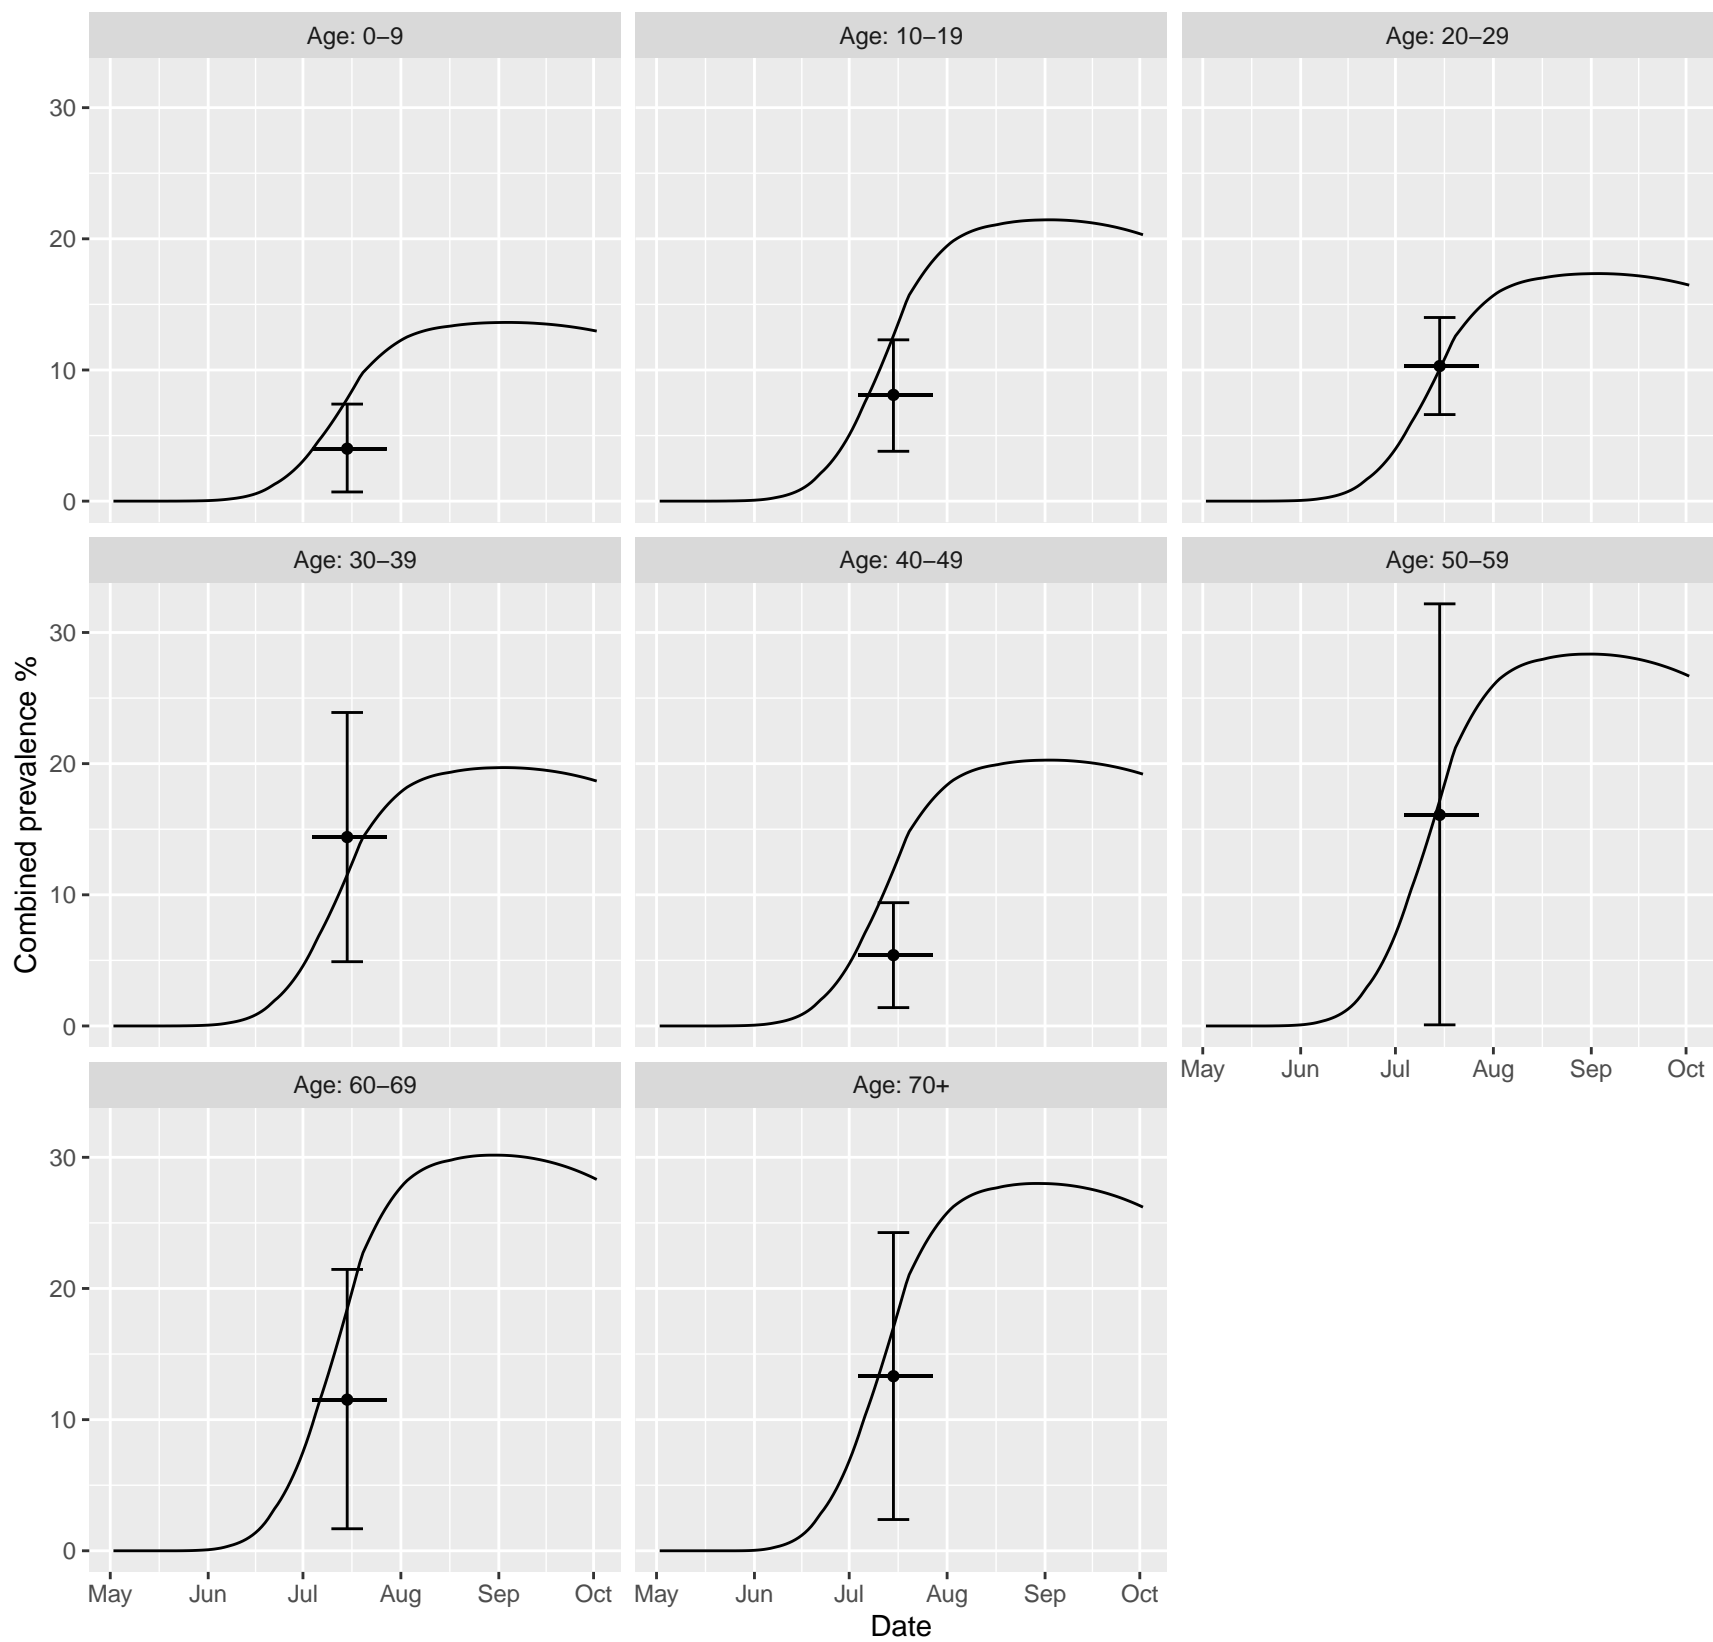 Age: 0–9
Age: 10–19
Age: 20–29
30
20
10
0
Age: 30–39
Age: 40–49
Age: 50–59
30
20
10
0
Combined prevalence %
May Jun Jul Aug Sep Oct
Age: 60–69
Age: 70+
30
20
10
0
May Jun Jul Aug Sep Oct
May Jun Jul Aug Sep Oct
Date